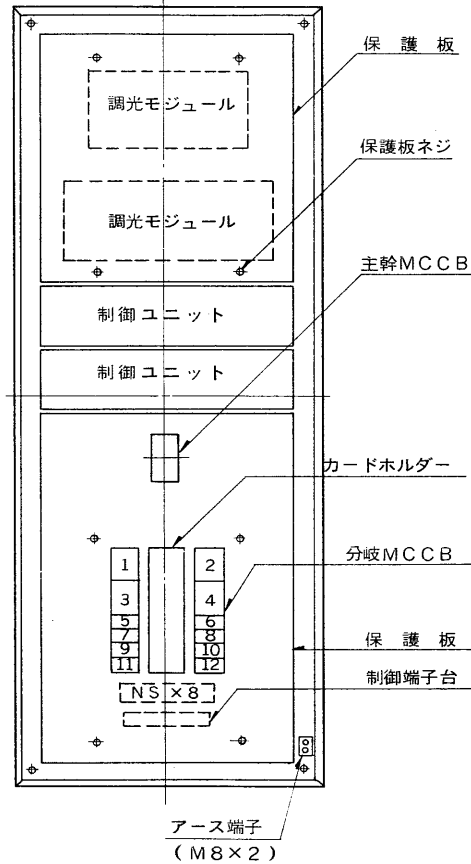 保護板
調光モジュール
保護板ネジ
調光モジュール
主幹MCCB
制御ユニット
制御ユニット
カードホルダー
分岐MCCB
1 2
3 4
5 6
7 8
9 10
11 12
保護板
制御端子台
NS×8
アース端子
(M8×2)